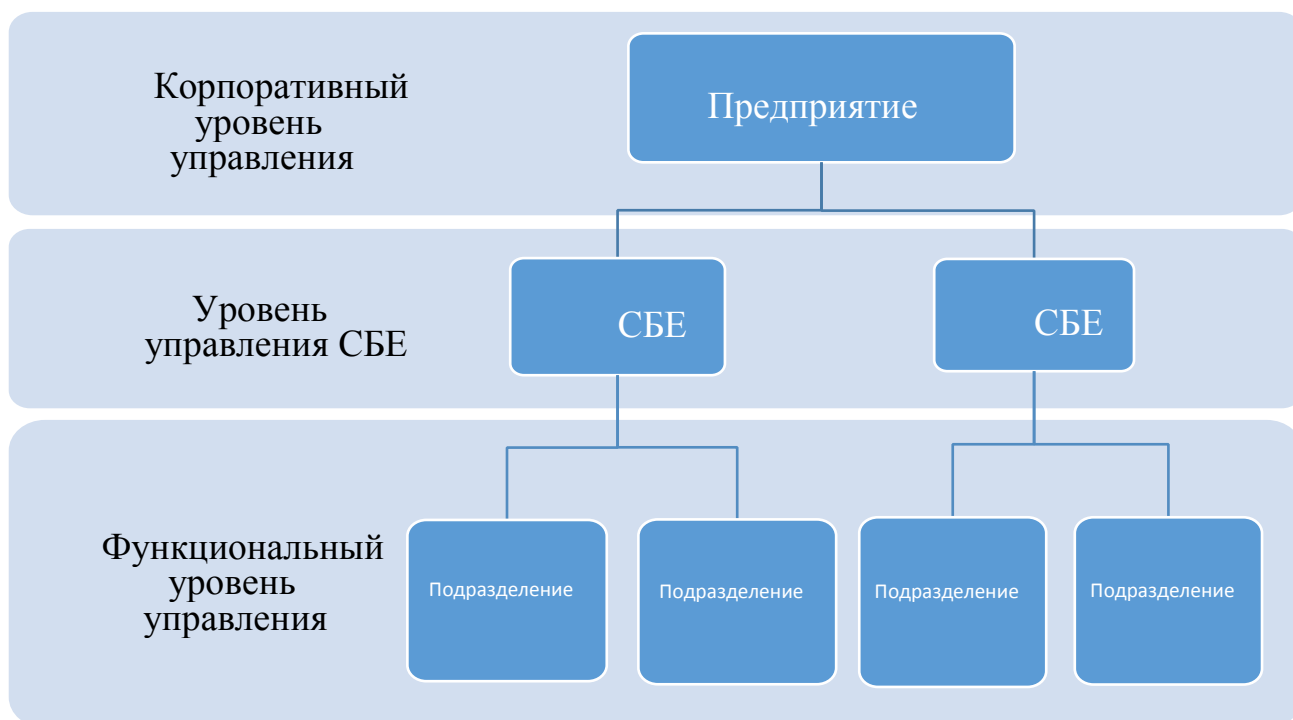 Корпоративный
уровень
управления
Предприятие
Уровень
управления СБЕ
СБЕ
СБЕ
Функциональный
уровень
управления
Подразделение
Подразделение
Подразделение
Подразделение